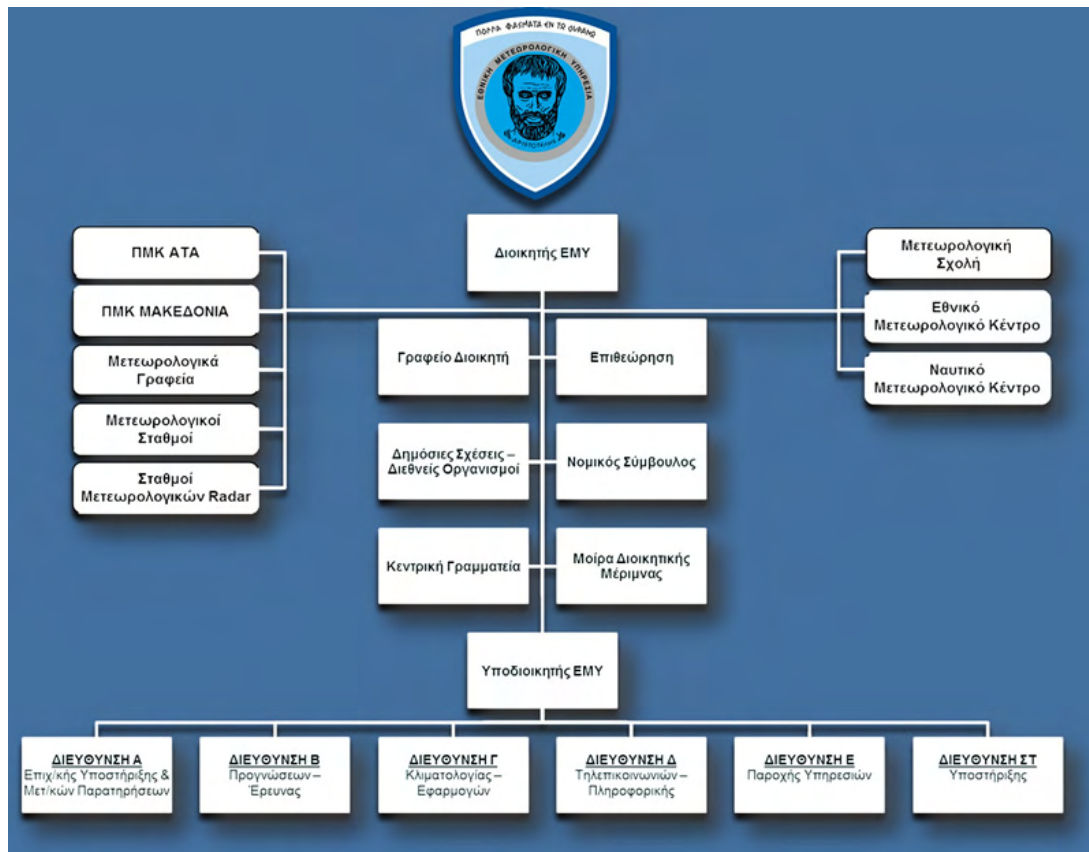 ΠΟΛΛΑ ΦΑΣΜΑΤΑ ΕΝ ΤΩ ΟΥΡΑΝΩ
ΕΘΝΙΚΗ ΜΕΤΕΩΡΟΛΟΓΙΚΗ ΥΠΗΡΕΣΙΑ
ΑΡΙΣΤΟΤΕΛΗΣ
Διοικητής ΕΜΥ
ΠΜΚ ΑΤΑ
ΠΜΚ ΜΑΚΕΔΟΝΙΑ
Μετεωρολογικά
Γραφεία
Μετεωρολογικοί
Σταθμοί
Σταθμοί
Μετεωρολογικών Radar
Μετεωρολογική
Σχολή
Εθνικό
Μετεωρολογικό Κέντρο
Ναυτικό
Μετεωρολογικό Κέντρο
Γραφείο Διοικητή
Επιθεώρηση
Δημόσιες Σχέσεις –
Διεθνείς Οργανισμοί
Νομικός Σύμβουλος
Κεντρική Γραμματεία
Μοίρα Διοικητικής
Μέριμνας
Υποδιοικητής ΕΜΥ
ΔΙΕΥΘΥΝΣΗ Α
Επιχ/κής Υποστήριξης &
Μετ/κών Παρατηρήσεων
ΔΙΕΥΘΥΝΣΗ Β
Προγνώσεων –
Έρευνας
ΔΙΕΥΘΥΝΣΗ Γ
Κλιματολογίας –
Εφαρμογών
ΔΙΕΥΘΥΝΣΗ Δ
Τηλεπικοινωνιών –
Πληροφορικής
ΔΙΕΥΘΥΝΣΗ Ε
Παροχής Υπηρεσιών
ΔΙΕΥΘΥΝΣΗ ΣΤ
Υποστήριξης